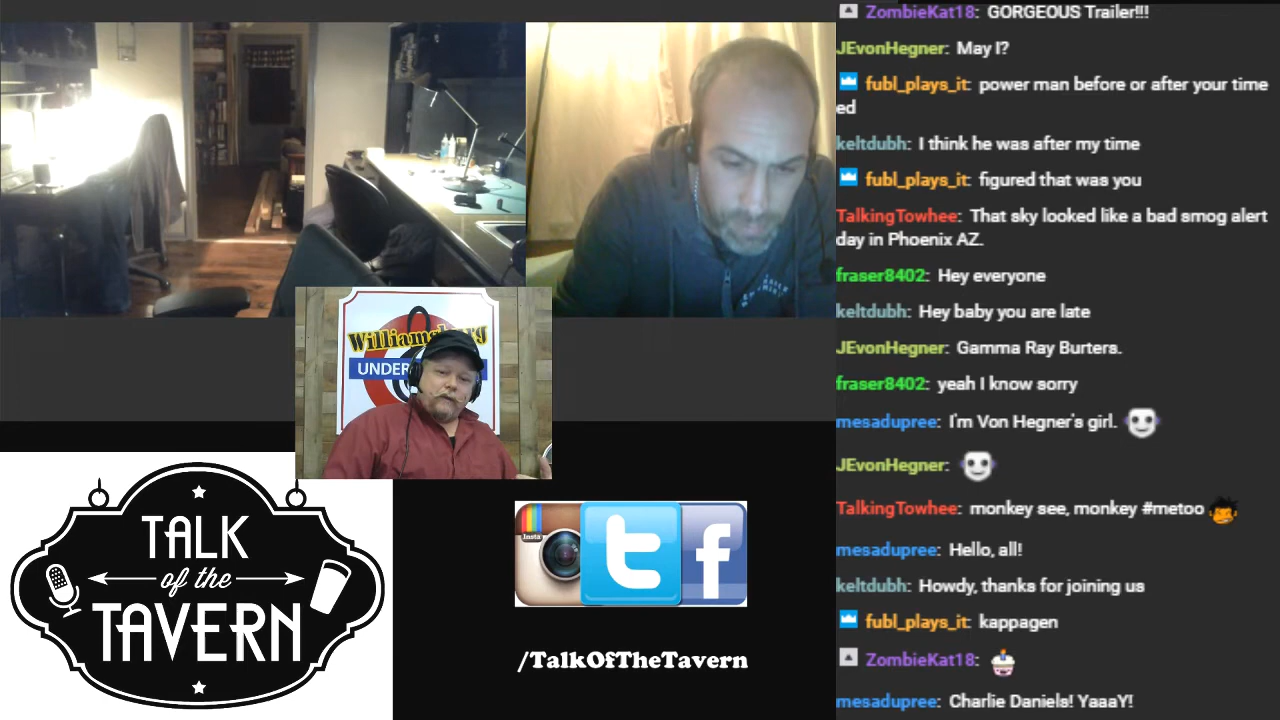 Williamsburg
UNDER
TALK
of the
TAVERN
Insta
/TalkOfTheTavern
ZombieKat18: GORGEOUS Trailer!!!
JEvonHegner: May I?
fubl_plays_it: power man before or after your time
ed
keltdubh: I think he was after my time
fubl_plays_it: figured that was you
TalkingTowhee: That sky looked like a bad smog alert
day in Phoenix AZ.
fraser8402: Hey everyone
keltdubh: Hey baby you are late
JEvonHegner: Gamma Ray Burters.
fraser8402: yeah I know sorry
mesadupree: I'm Von Hegner's girl.
JEvonHegner:
TalkingTowhee: monkey see, monkey #metoo
mesadupree: Hello, all!
keltdubh: Howdy, thanks for joining us
fubl_plays_it: kappagen
ZombieKat18:
mesadupree: Charlie Daniels! YaaaY!